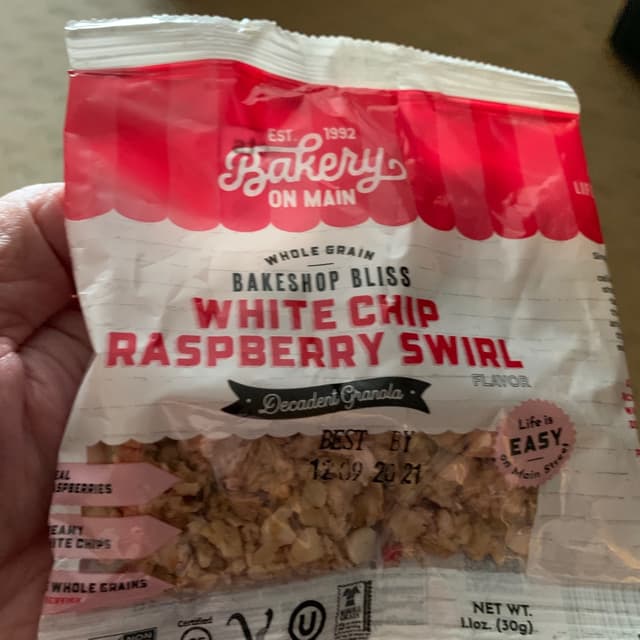 EST. 1992
Bakery
ON MAIN
WHOLE GRAIN
BAKESHOP BLISS
WHITE CHIP
RASPBERRY SWIRL
FLAVOR
Decadent Granola
BEST BY
12 09 2021
Life is
EASY
on Main Street
WHOLE GRAINS
Certified
U
NET WT.
1.1oz. (30g)